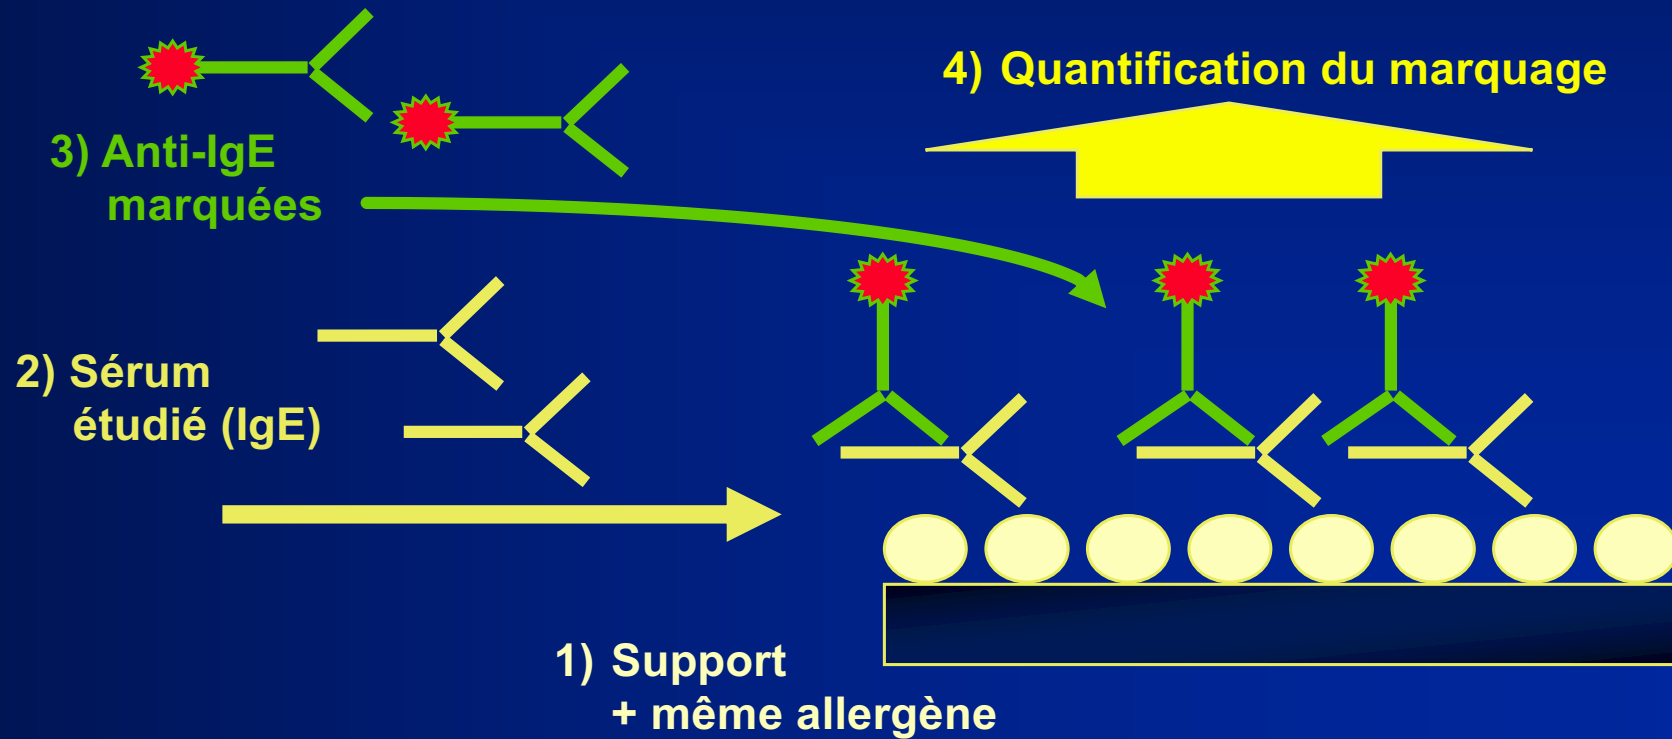 4) Quantification du marquage
3) Anti-IgE
marquées
2) Sérum
étudié (IgE)
1) Support
+ même allergène